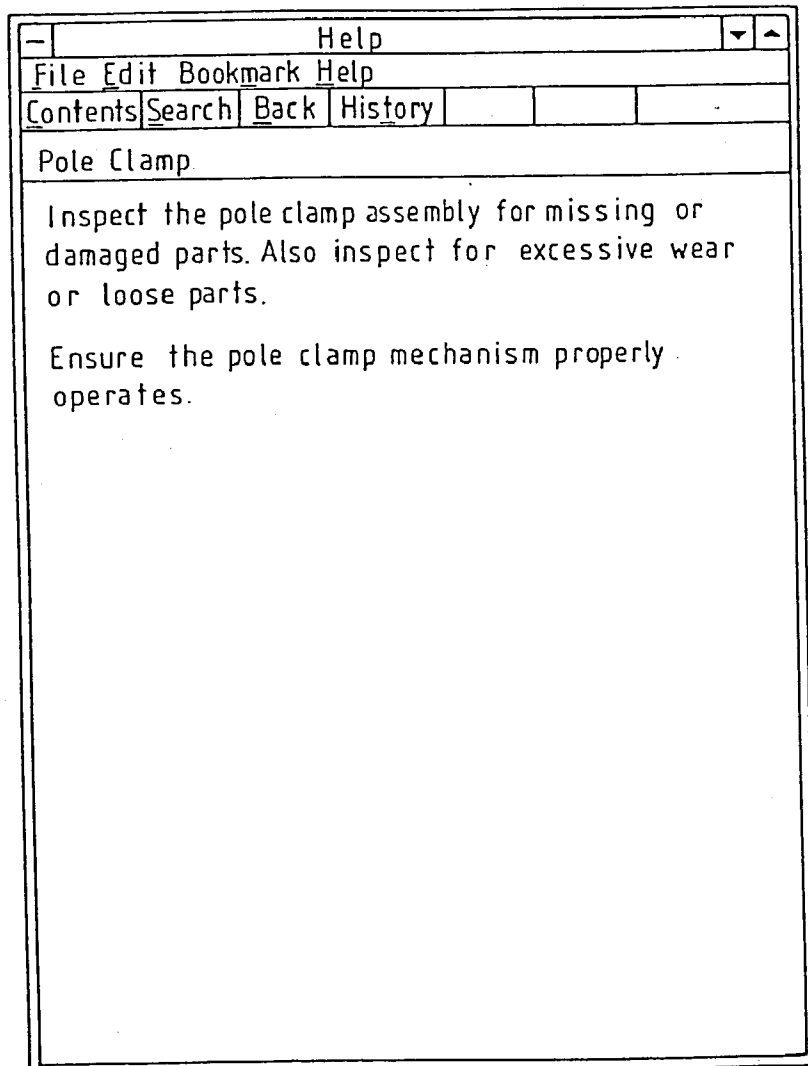 Help
File Edit Bookmark Help
Contents Search Back History
Pole Clamp
Inspect the pole clamp assembly for missing or
damaged parts. Also inspect for excessive wear
or loose parts.
Ensure the pole clamp mechanism properly
operates.